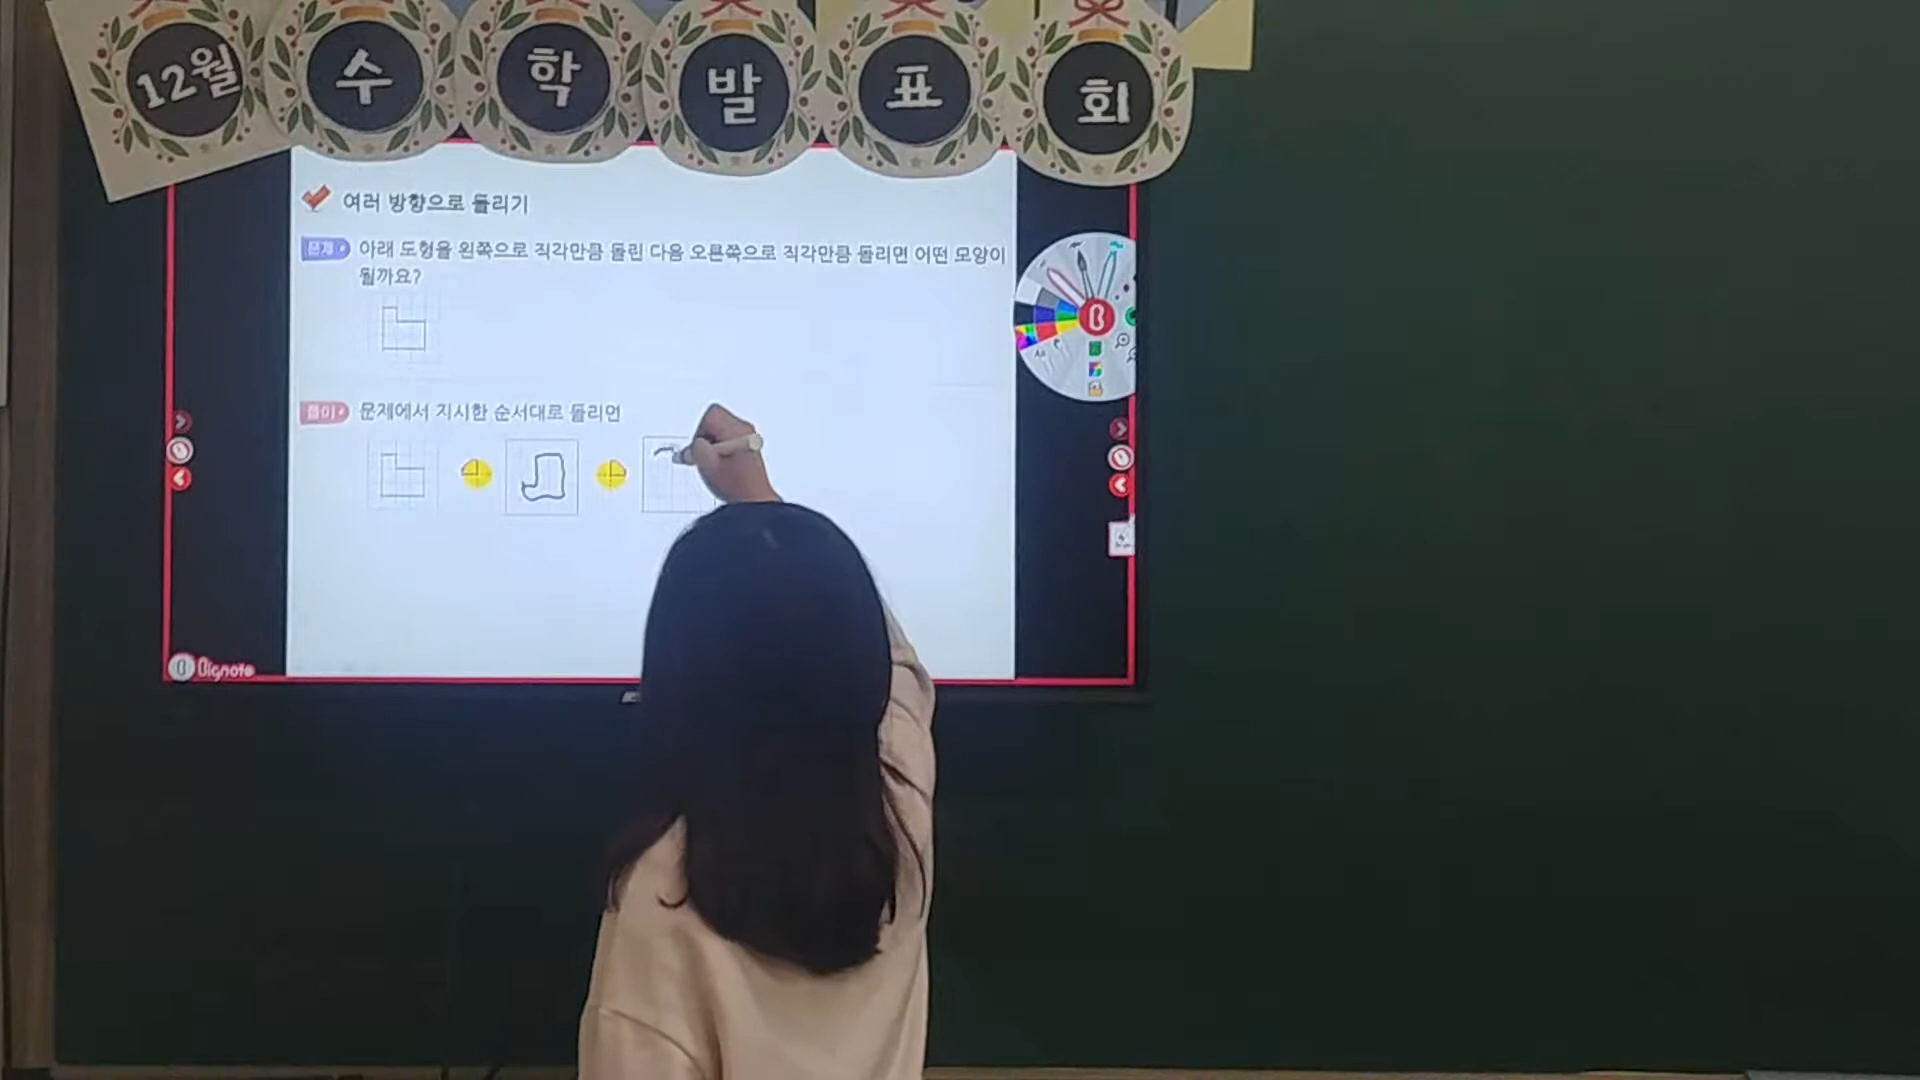 12월 수학발표회
여러 방향으로 돌리기
문제 아래 도형을 왼쪽으로 직각만큼 돌린 다음 오른쪽으로 직각만큼 돌리면 어떤 모양이
될까요?
풀이 문제에서 지시한 순서대로 돌리면
Bignote